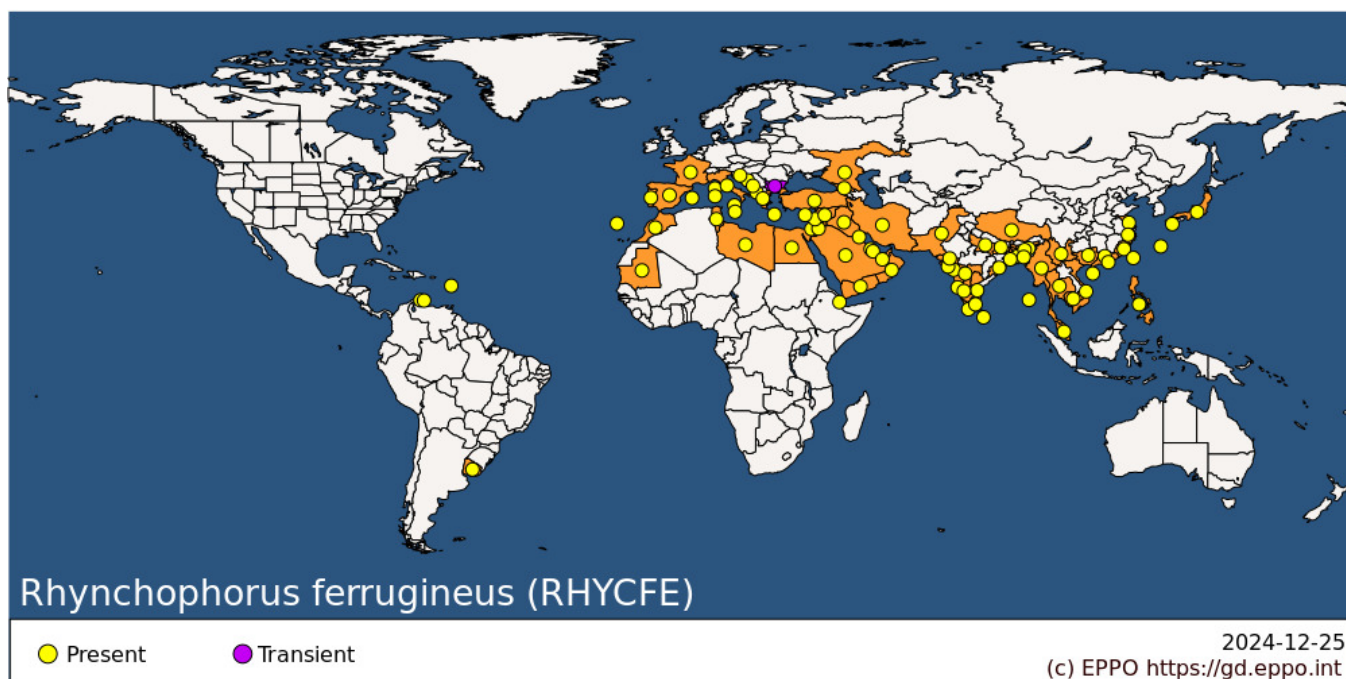 Rhynchophorus ferrugineus (RHYCFE)
Present
Transient
2024-12-25
(c) EPPO https://gd.eppo.int